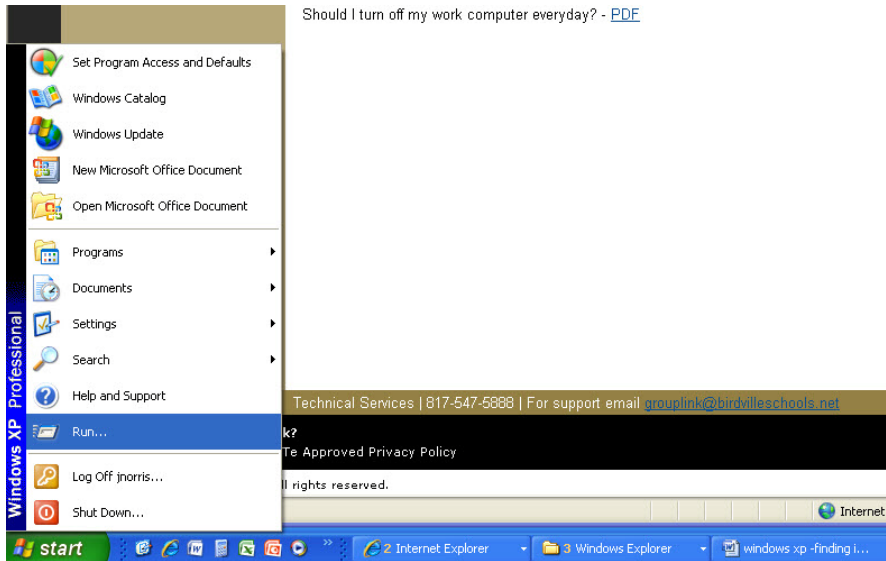 Should I turn off my work computer everyday? - PDF
Set Program Access and Defaults
Windows Catalog
Windows Update
New Microsoft Office Document
Open Microsoft Office Document
Programs
Documents
Settings
Search
Help and Support
Run...
Log Off jnorris...
Shut Down...
Windows XP Professional
Technical Services | 817-547-5888 | For support email grouplink@birdvilleschools.net
k?
Te Approved Privacy Policy
ll rights reserved.
Internet
start
2 Internet Explorer
3 Windows Explorer
windows xp -finding i...